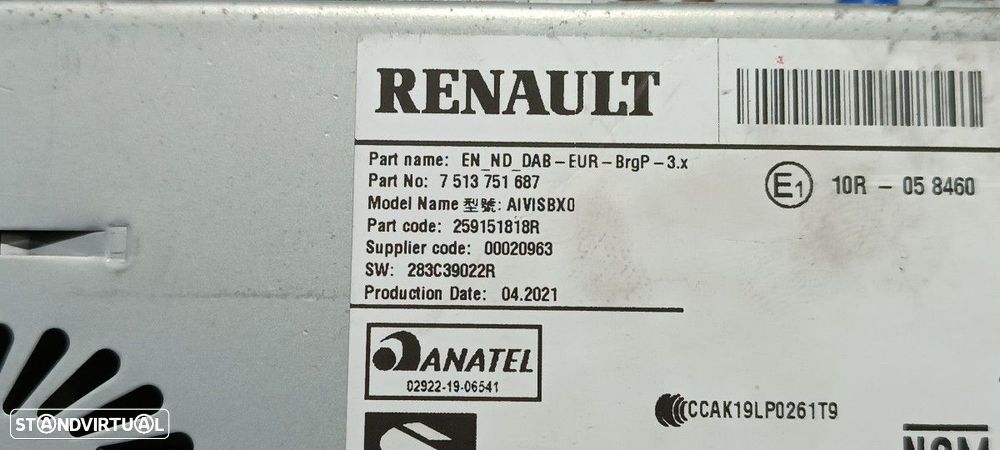 RENAULT
Part name: EN_ND_DAB-EUR-BrgP-3.x
Part No: 7 513 751 687
Model Name 型號: AIVISBX0
Part code: 259151818R
Supplier code: 00020963
SW: 283C39022R
Production Date: 04.2021
E1 10R - 05 8460
ANATEL
02922-19-06541
CCAK19LP0261T9
NOM
STANDVIRTUAL